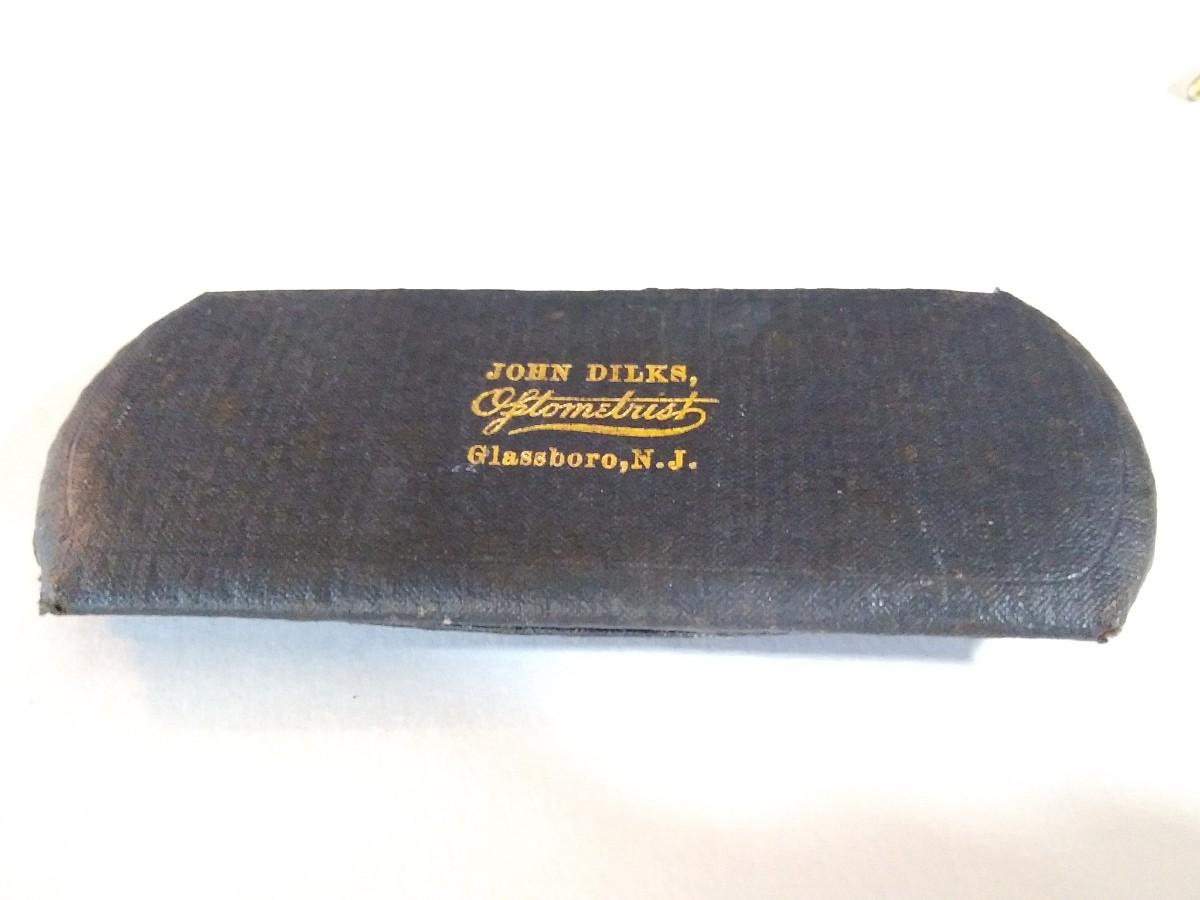 JOHN DILKS,
Optometrist
Glassboro, N.J.